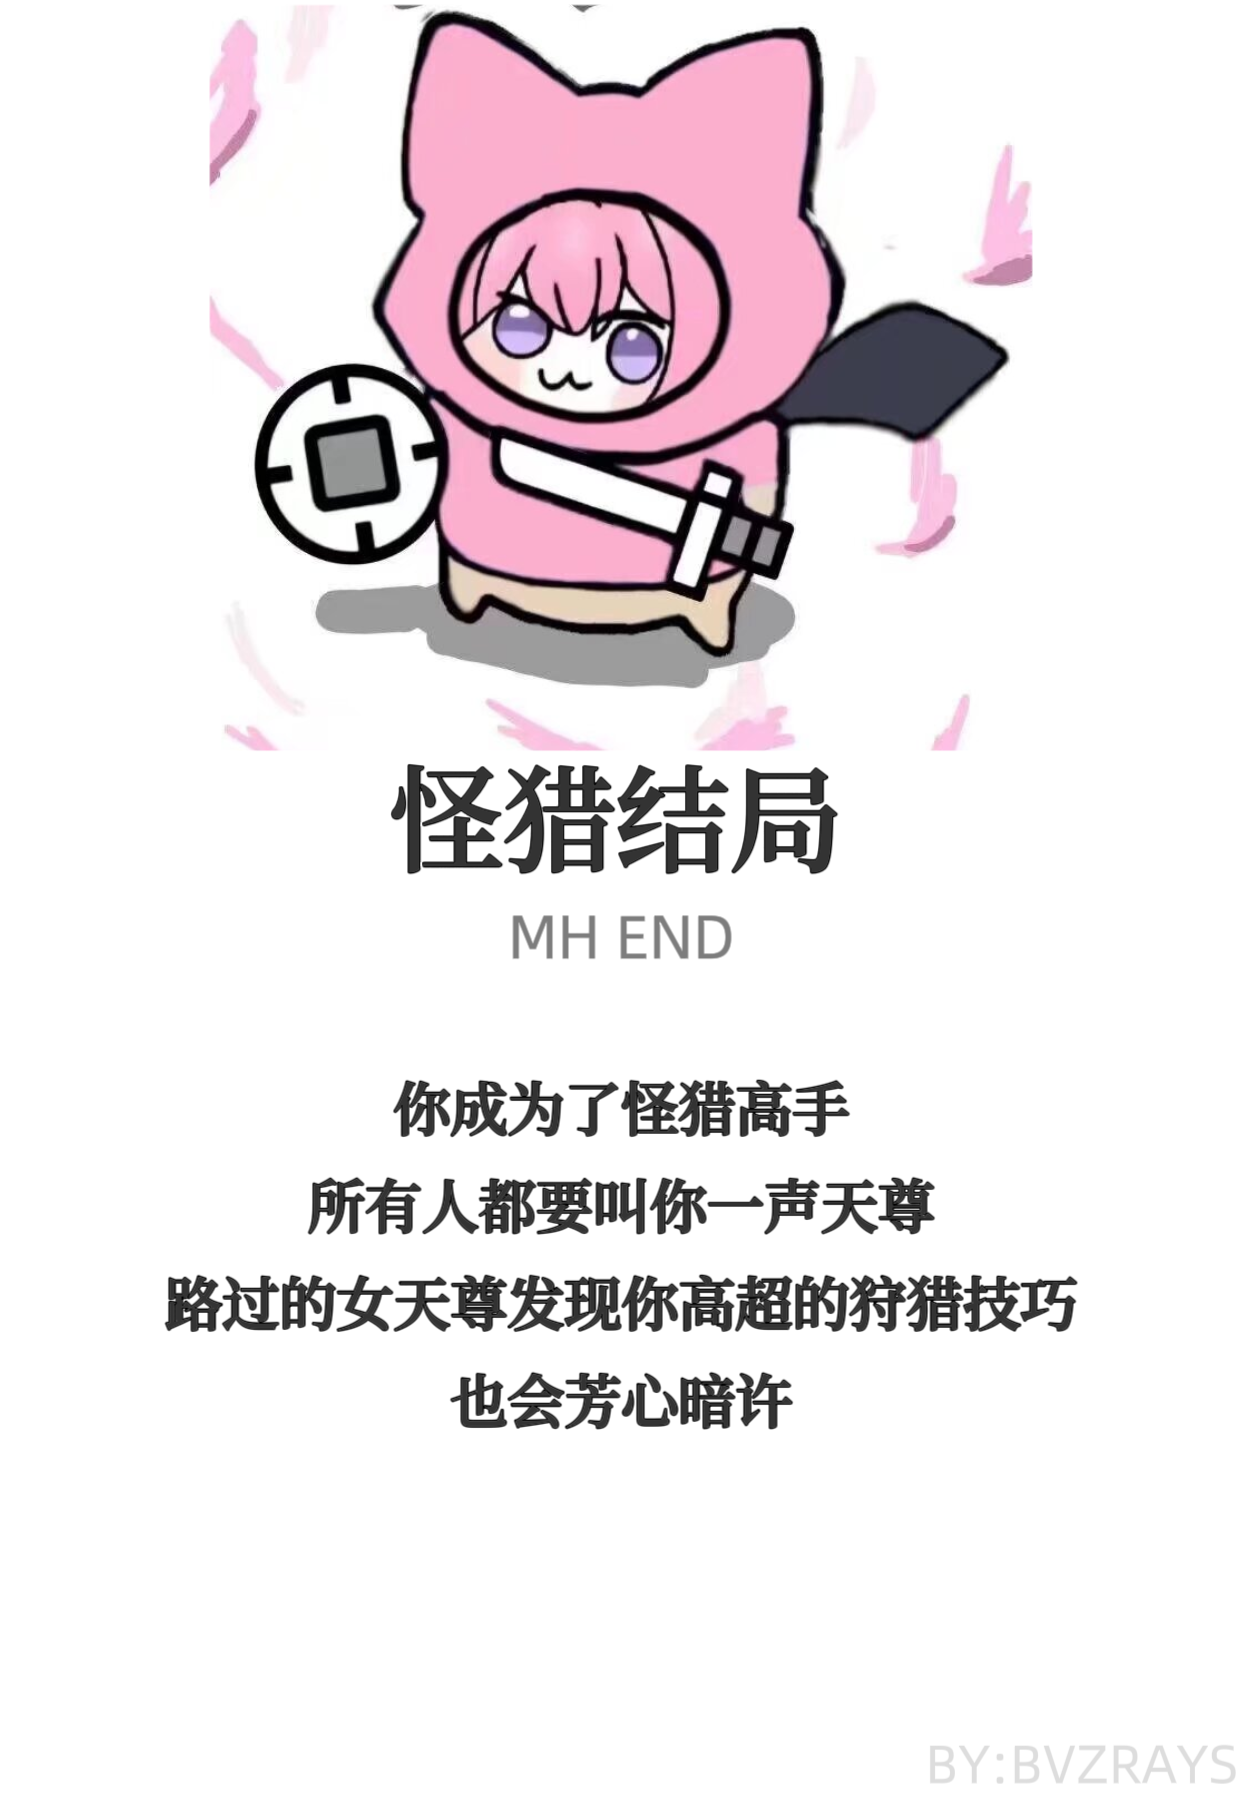 怪猎结局
MH END
你成为了怪猎高手
所有人都要叫你一声天尊
路过的女天尊发现你高超的狩猎技巧
也会芳心暗许
BY:BVZRAYS